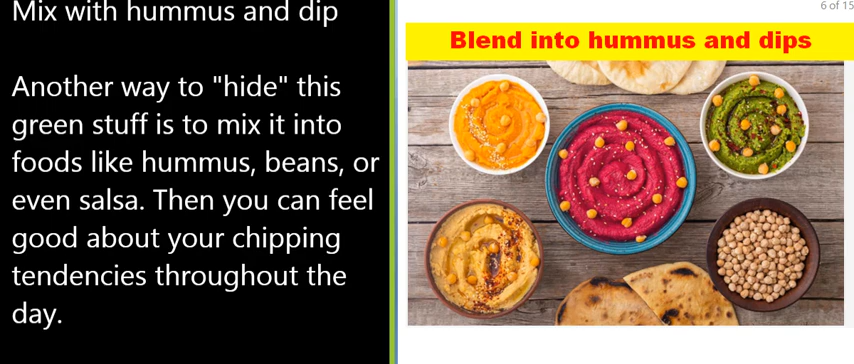 Mix with hummus and dip
Another way to "hide" this
green stuff is to mix it into
foods like hummus, beans, or
even salsa. Then you can feel
good about your chipping
tendencies throughout the
day.
6 of 15
Blend into hummus and dips